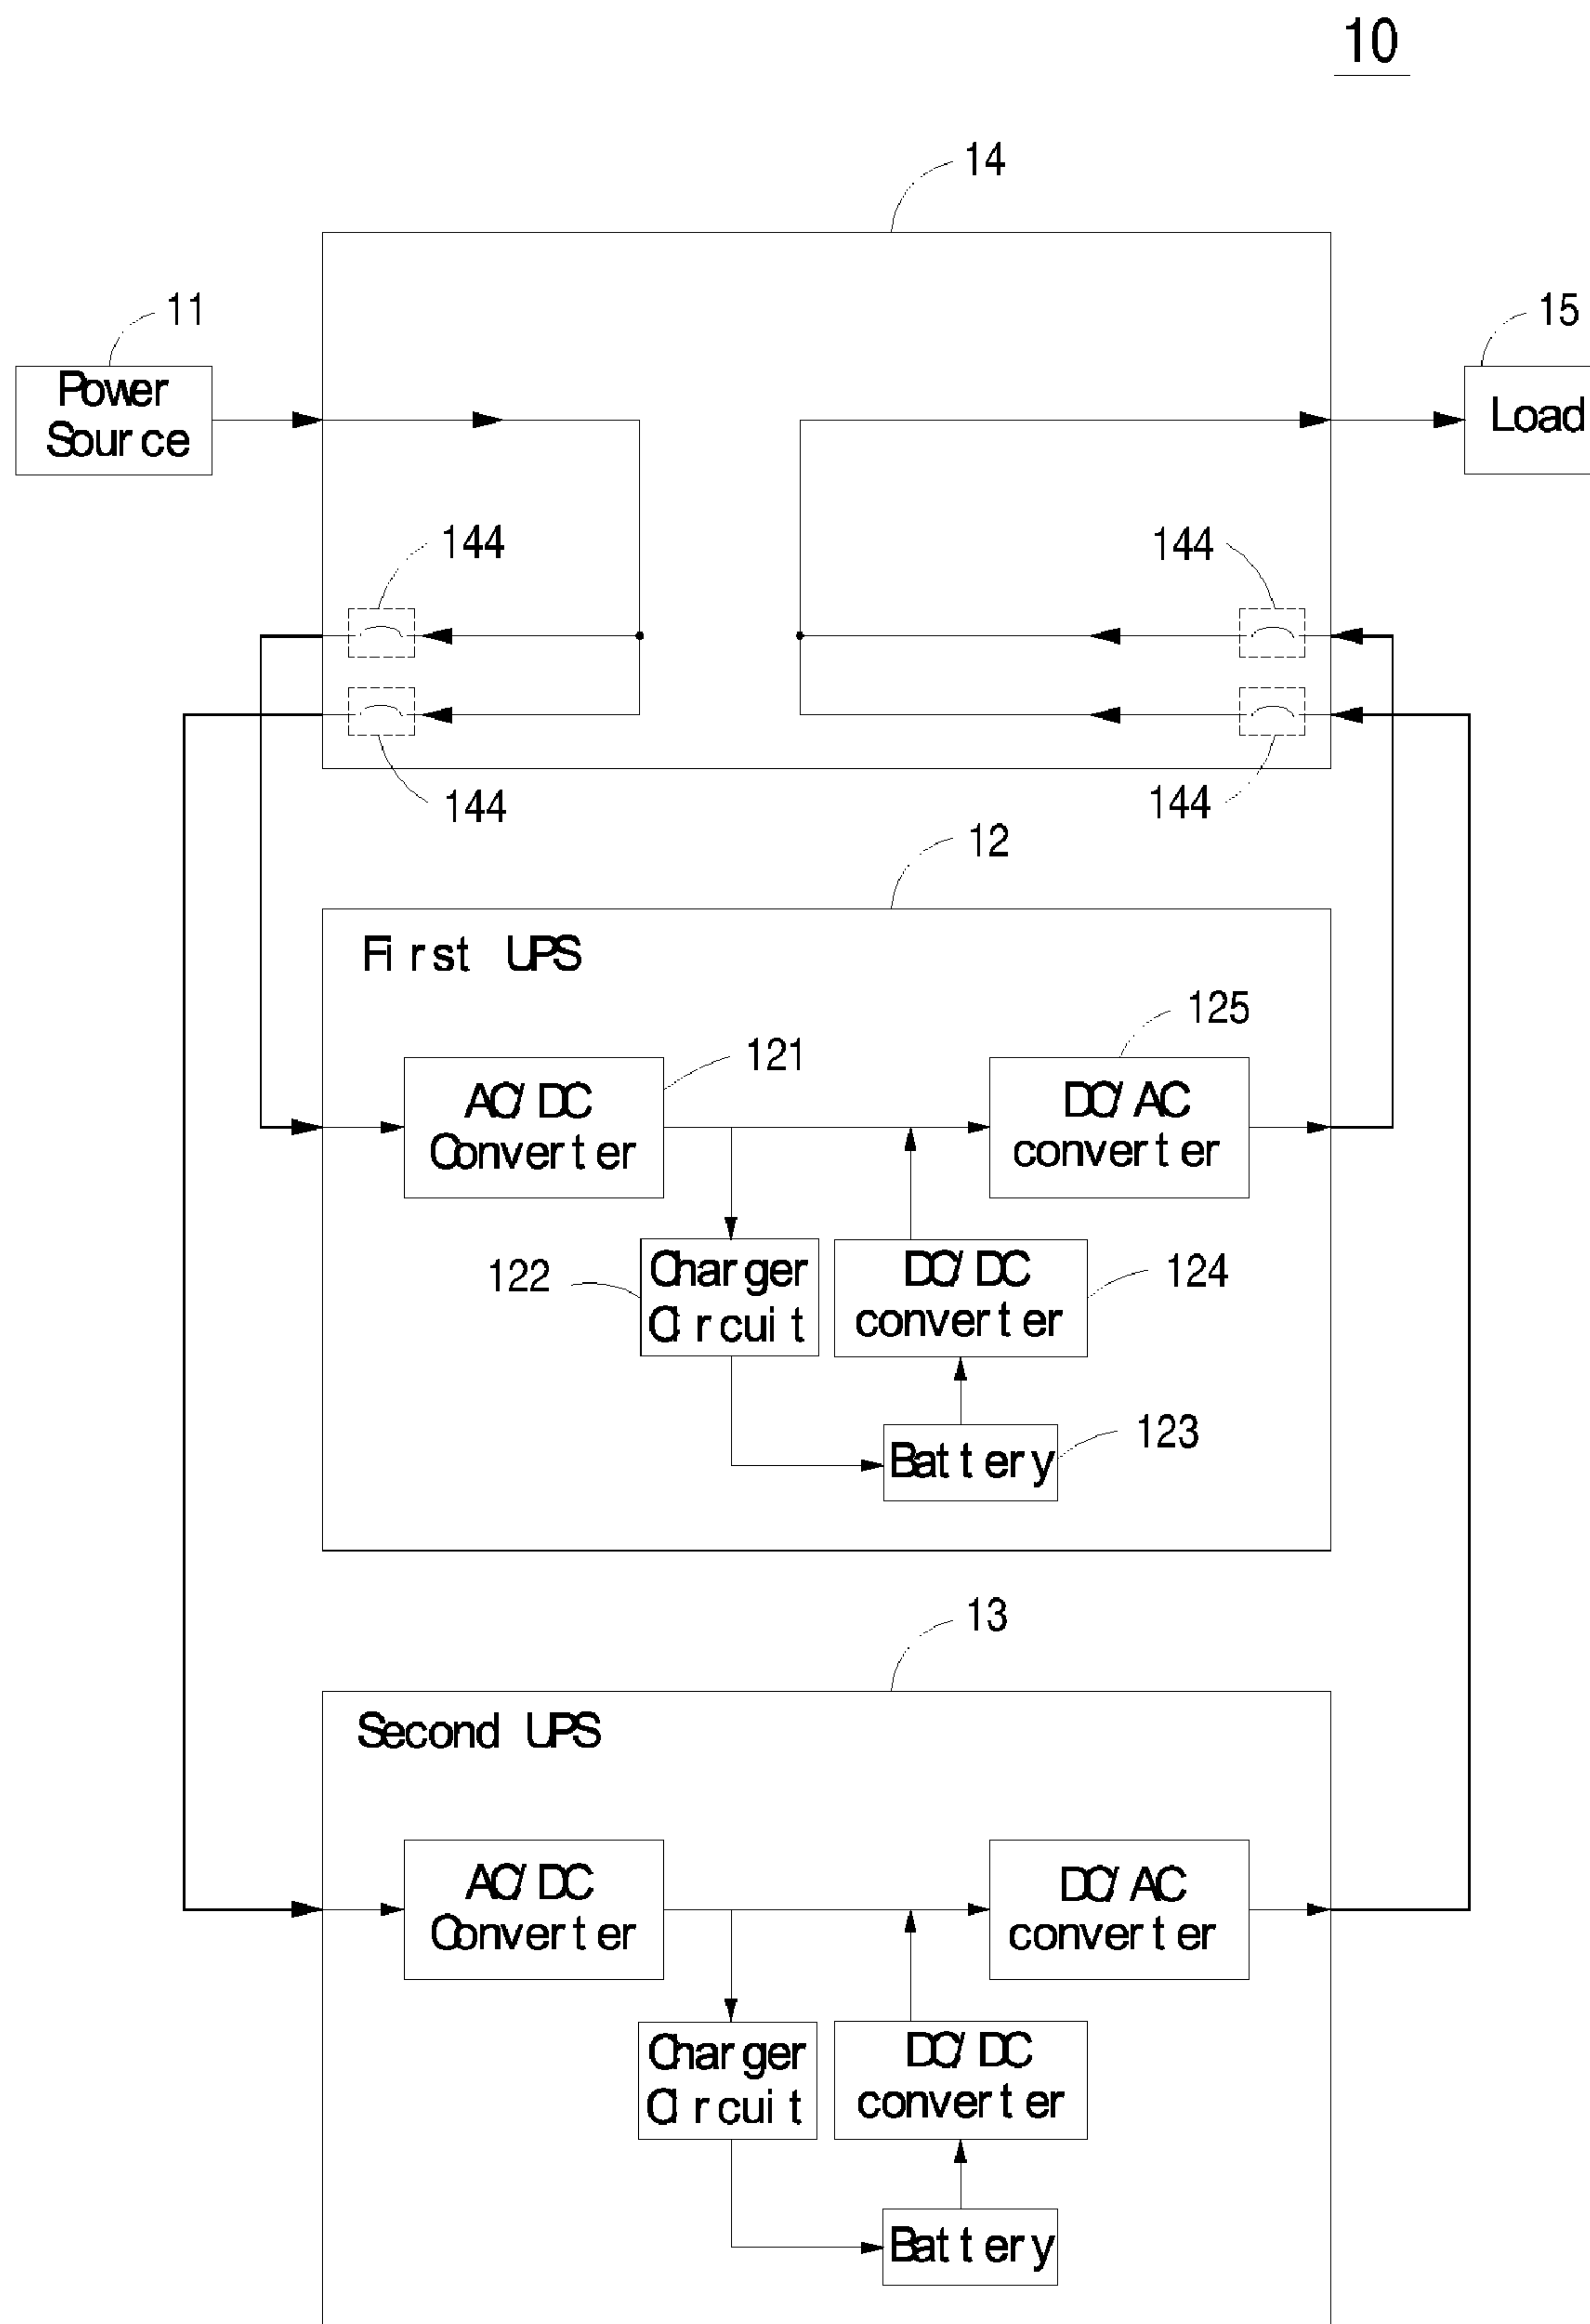 10
14
11
15
Power
Source
Load
144
144
144
144
12
First UPS
125
121
AC/DC
Converter
DC/AC
converter
122
Charger
Circuit
DC/DC
converter
124
123
Battery
13
Second UPS
AC/DC
Converter
DC/AC
converter
Charger
Circuit
DC/DC
converter
Battery